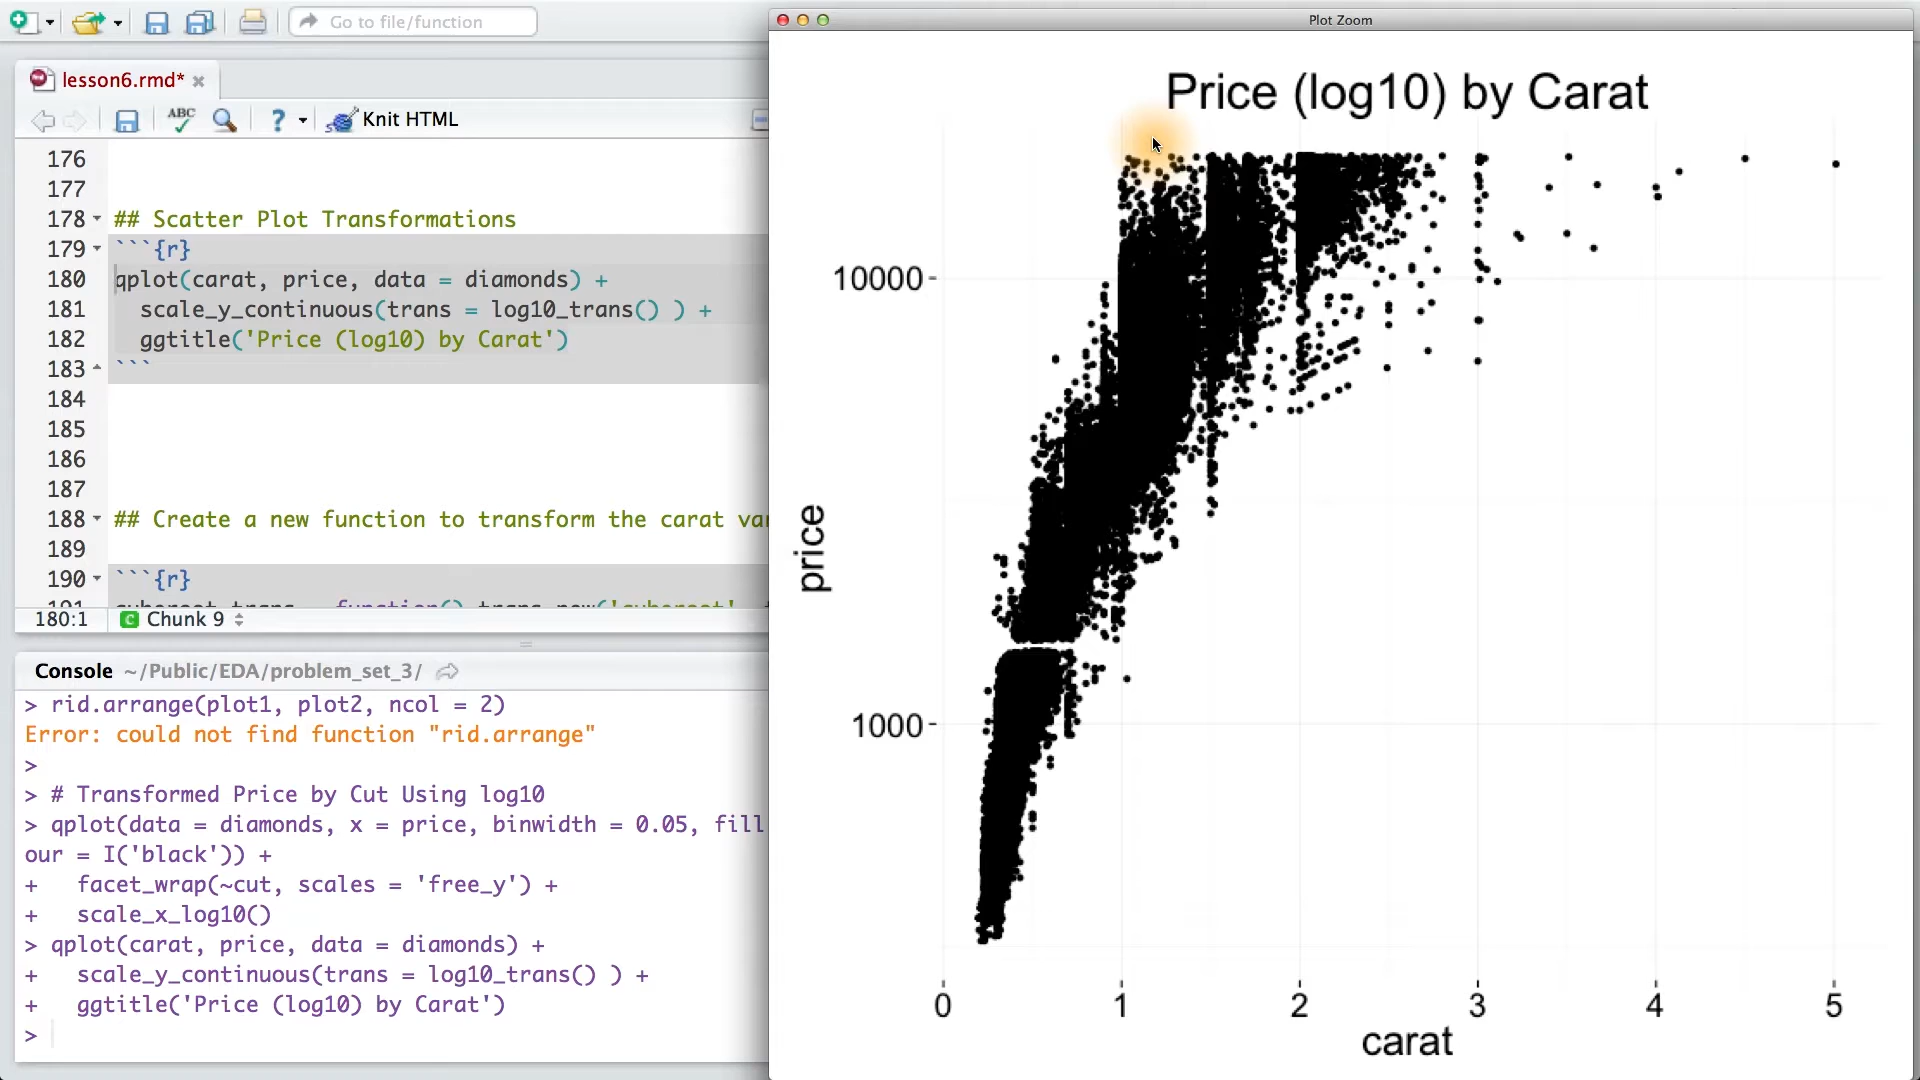 Go to file/function
lesson6.rmd*
ABC
? Knit HTML
176
177
178 ## Scatter Plot Transformations
179 ```{r}
180 qplot(carat, price, data = diamonds) +
181 scale_y_continuous(trans = log10_trans() ) +
182 ggtitle('Price (log10) by Carat')
183 ```
184
185
186
187
188 ## Create a new function to transform the carat va
189
190 ```{r}
180:1 C Chunk 9
Console ~/Public/EDA/problem_set_3/
> rid.arrange(plot1, plot2, ncol = 2)
Error: could not find function "rid.arrange"
>
> # Transformed Price by Cut Using log10
> qplot(data = diamonds, x = price, binwidth = 0.05, fill
our = I('black')) +
+ facet_wrap(~cut, scales = 'free_y') +
+ scale_x_log10()
> qplot(carat, price, data = diamonds) +
+ scale_y_continuous(trans = log10_trans() ) +
+ ggtitle('Price (log10) by Carat')
>
Plot Zoom
Price (log10) by Carat
10000
1000
price
0 1 2 3 4 5
carat